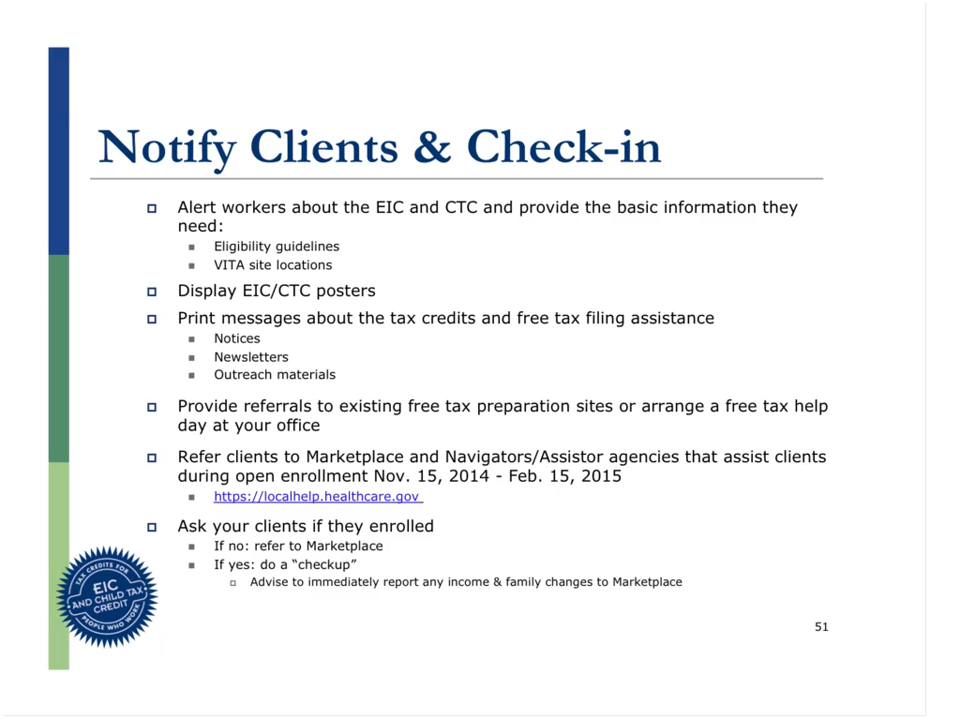 Notify Clients & Check-in
Alert workers about the EIC and CTC and provide the basic information they
need:
Eligibility guidelines
VITA site locations
Display EIC/CTC posters
Print messages about the tax credits and free tax filing assistance
Notices
Newsletters
Outreach materials
Provide referrals to existing free tax preparation sites or arrange a free tax help
day at your office
Refer clients to Marketplace and Navigators/Assistor agencies that assist clients
during open enrollment Nov. 15, 2014 - Feb. 15, 2015
https://localhelp.healthcare.gov
Ask your clients if they enrolled
If no: refer to Marketplace
If yes: do a “checkup”
Advise to immediately report any income & family changes to Marketplace
TAX CREDITS FOR
EIC
AND CHILD TAX
CREDIT
PEOPLE WHO WORK
51